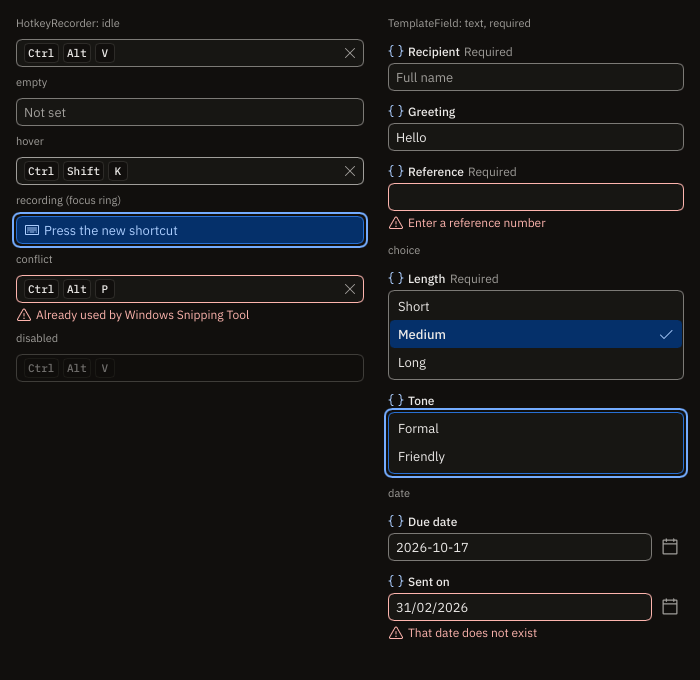 HotkeyRecorder: idle
Ctrl Alt V
empty
Not set
hover
Ctrl Shift K
recording (focus ring)
Press the new shortcut
conflict
Ctrl Alt P
Already used by Windows Snipping Tool
disabled
Ctrl Alt V
TemplateField: text, required
{} Recipient Required
Full name
{} Greeting
Hello
{} Reference Required
Enter a reference number
choice
{} Length Required
Short
Medium
Long
{} Tone
Formal
Friendly
date
{} Due date
2026-10-17
{} Sent on
31/02/2026
That date does not exist